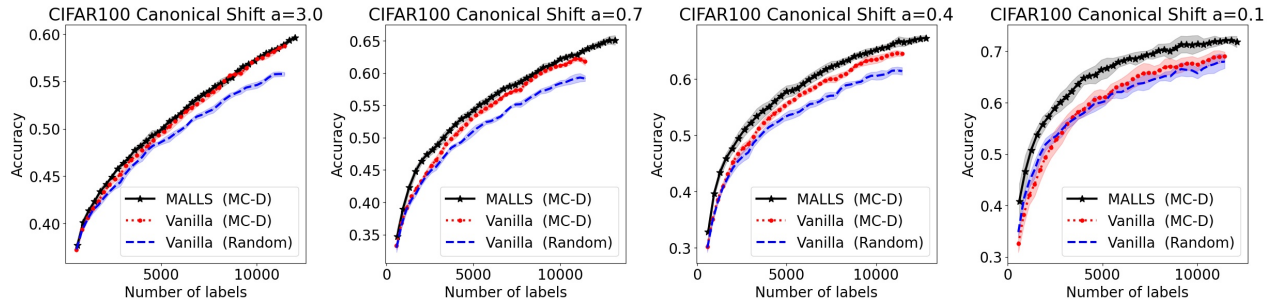 CIFAR100 Canonical Shift a=3.0
0.60
0.55
0.50
0.45
0.40
Accuracy
MALLS (MC-D)
Vanilla (MC-D)
Vanilla (Random)
5000 10000
Number of labels
CIFAR100 Canonical Shift a=0.7
0.65
0.60
0.55
0.50
0.45
0.40
0.35
Accuracy
MALLS (MC-D)
Vanilla (MC-D)
Vanilla (Random)
0 5000 10000
Number of labels
CIFAR100 Canonical Shift a=0.4
0.6
0.5
0.4
0.3
Accuracy
MALLS (MC-D)
Vanilla (MC-D)
Vanilla (Random)
0 5000 10000
Number of labels
CIFAR100 Canonical Shift a=0.1
0.7
0.6
0.5
0.4
0.3
Accuracy
MALLS (MC-D)
Vanilla (MC-D)
Vanilla (Random)
0 5000 10000
Number of labels